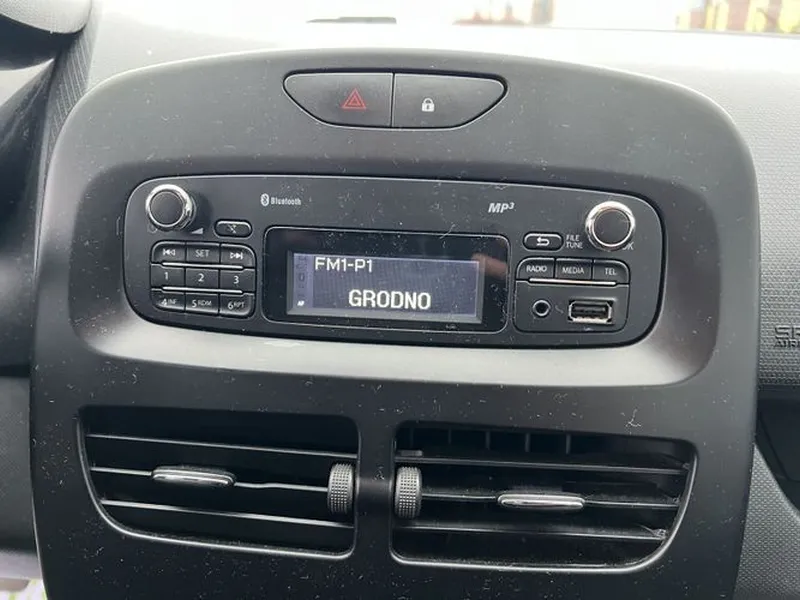 Bluetooth
MP3
FILE
TUNE
SET
RADIO MEDIA TEL
1 2 3
4 INF 5 RDM 6 RPT
FM1-P1
GRODNO